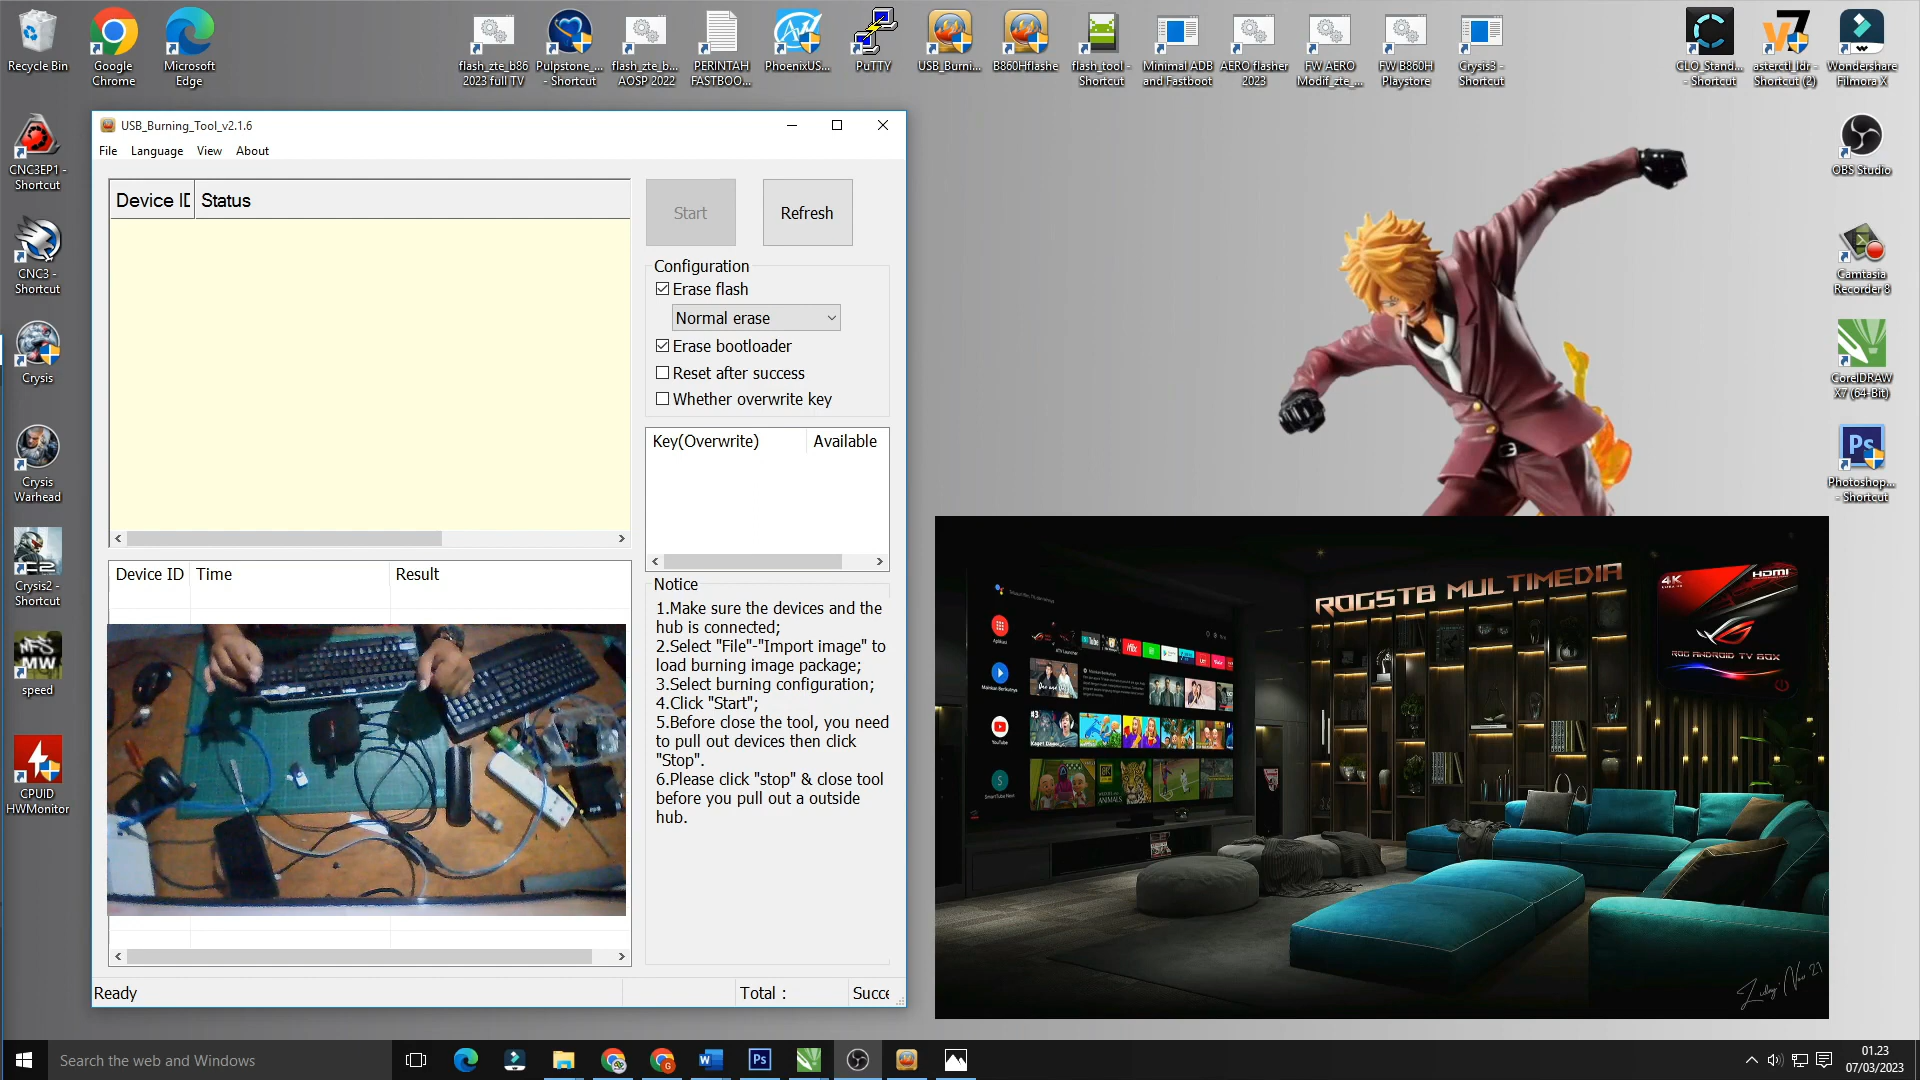 Recycle Bin
Google
Chrome
Microsoft
Edge
flash_zte_b86
2023 full TV
Pulpstone_...
- Shortcut
flash_zte_b...
AOSP 2022
PERINTAH
FASTBOO...
PhoenixUS...
PuTTY
USB_Burni...
B860Hflashe
flash_tool -
Shortcut
Minimal ADB
and Fastboot
AERO flasher
2023
FW AERO
Modif_zte_...
FW B860H
Playstore
Crysis3 -
Shortcut
CLO_Stand...
- Shortcut
asterctl_ldr -
Shortcut (2)
Wondershare
Filmora X
CNC3EP1 -
Shortcut
CNC3 -
Shortcut
Crysis
Crysis
Warhead
Crysis2 -
Shortcut
speed
CPUID
HWMonitor
OBS Studio
Camtasia
Recorder 8
CorelDRAW
X7 (64-Bit)
Photoshop...
- Shortcut
USB_Burning_Tool_v2.1.6
File Language View About
Device ID Status
Start
Refresh
Configuration
Erase flash
Normal erase
Erase bootloader
Reset after success
Whether overwrite key
Key(Overwrite) Available
Device ID Time Result
Notice
1.Make sure the devices and the
hub is connected;
2.Select "File"-"Import image" to
load burning image package;
3.Select burning configuration;
4.Click "Start";
5.Before close the tool, you need
to pull out devices then click
"Stop".
6.Please click "stop" & close tool
before you pull out a outside
hub.
Ready
Total :
Succe
ROGSTB MULTIMEDIA
4K
HDMI
ROG ANDROID TV BOX
Aplikasi
YouTube
SmartTube Next
ANIMALS
Search the web and Windows
01.23
07/03/2023